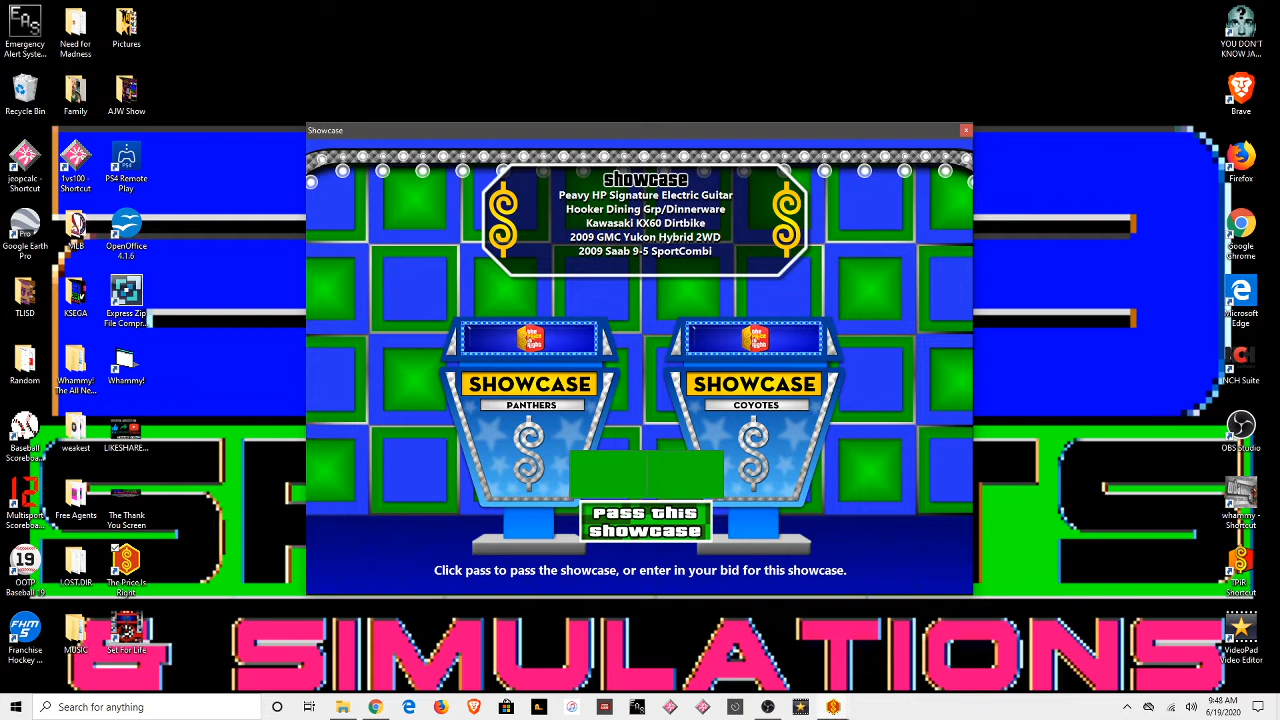 Emergency
Alert Syste...
Need for
Madness
Pictures
YOU DON'T
KNOW JA...
Recycle Bin
Family
AJW Show
Brave
Showcase
jeopcalc -
Shortcut
1vs100 -
Shortcut
PS4 Remote
Play
Firefox
showcase
Peavy HP Signature Electric Guitar
Hooker Dining Grp/Dinnerware
Kawasaki KX60 Dirtbike
2009 GMC Yukon Hybrid 2WD
2009 Saab 9-5 SportCombi
Google Earth
Pro
MLB
OpenOffice
4.1.6
Google
Chrome
TLISD
KSEGA
Express Zip
File Compr...
Microsoft
Edge
Random
Whammy!
The All Ne...
Whammy!
NCH Suite
SHOWCASE
PANTHERS
SHOWCASE
COYOTES
Baseball
Scoreboa...
weakest
LIKESHARE...
OBS Studio
Multisport
Scoreboa...
Free Agents
The Thank
You Screen
whammy -
Shortcut
pass this
showcase
Click pass to pass the showcase, or enter in your bid for this showcase.
OOTP
Baseball 19
LOST.DIR
The Price Is
Right
TPiR
Shortcut
Franchise
Hockey ...
MUSIC
Set For Life
VideoPad
Video Editor
& SIMULATIONS
Search for anything
9:48 AM
6/19/2020